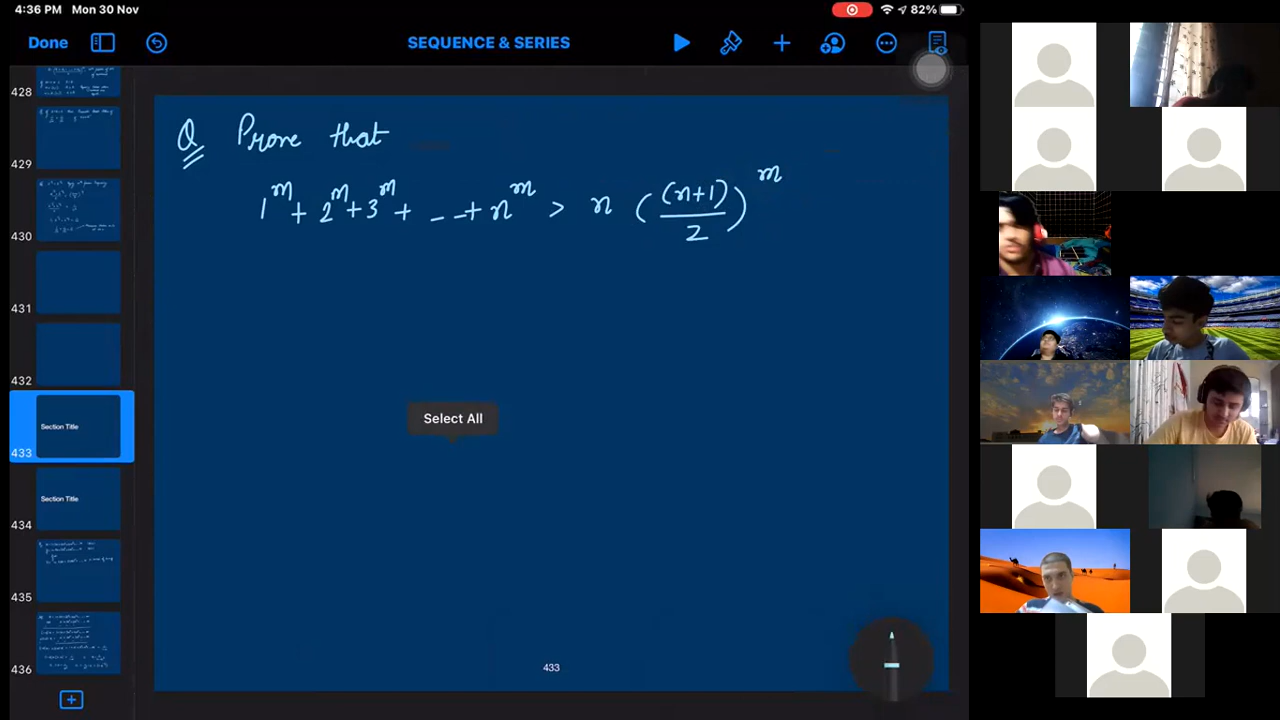 4:36 PM Mon 30 Nov
82%
Done
SEQUENCE & SERIES
Q Prove that
1^m + 2^m + 3^m + - - + n^m > n ((n+1)/2)^m
Select All
428
429
430
431
432
Section Title
433
Section Title
434
435
436
433